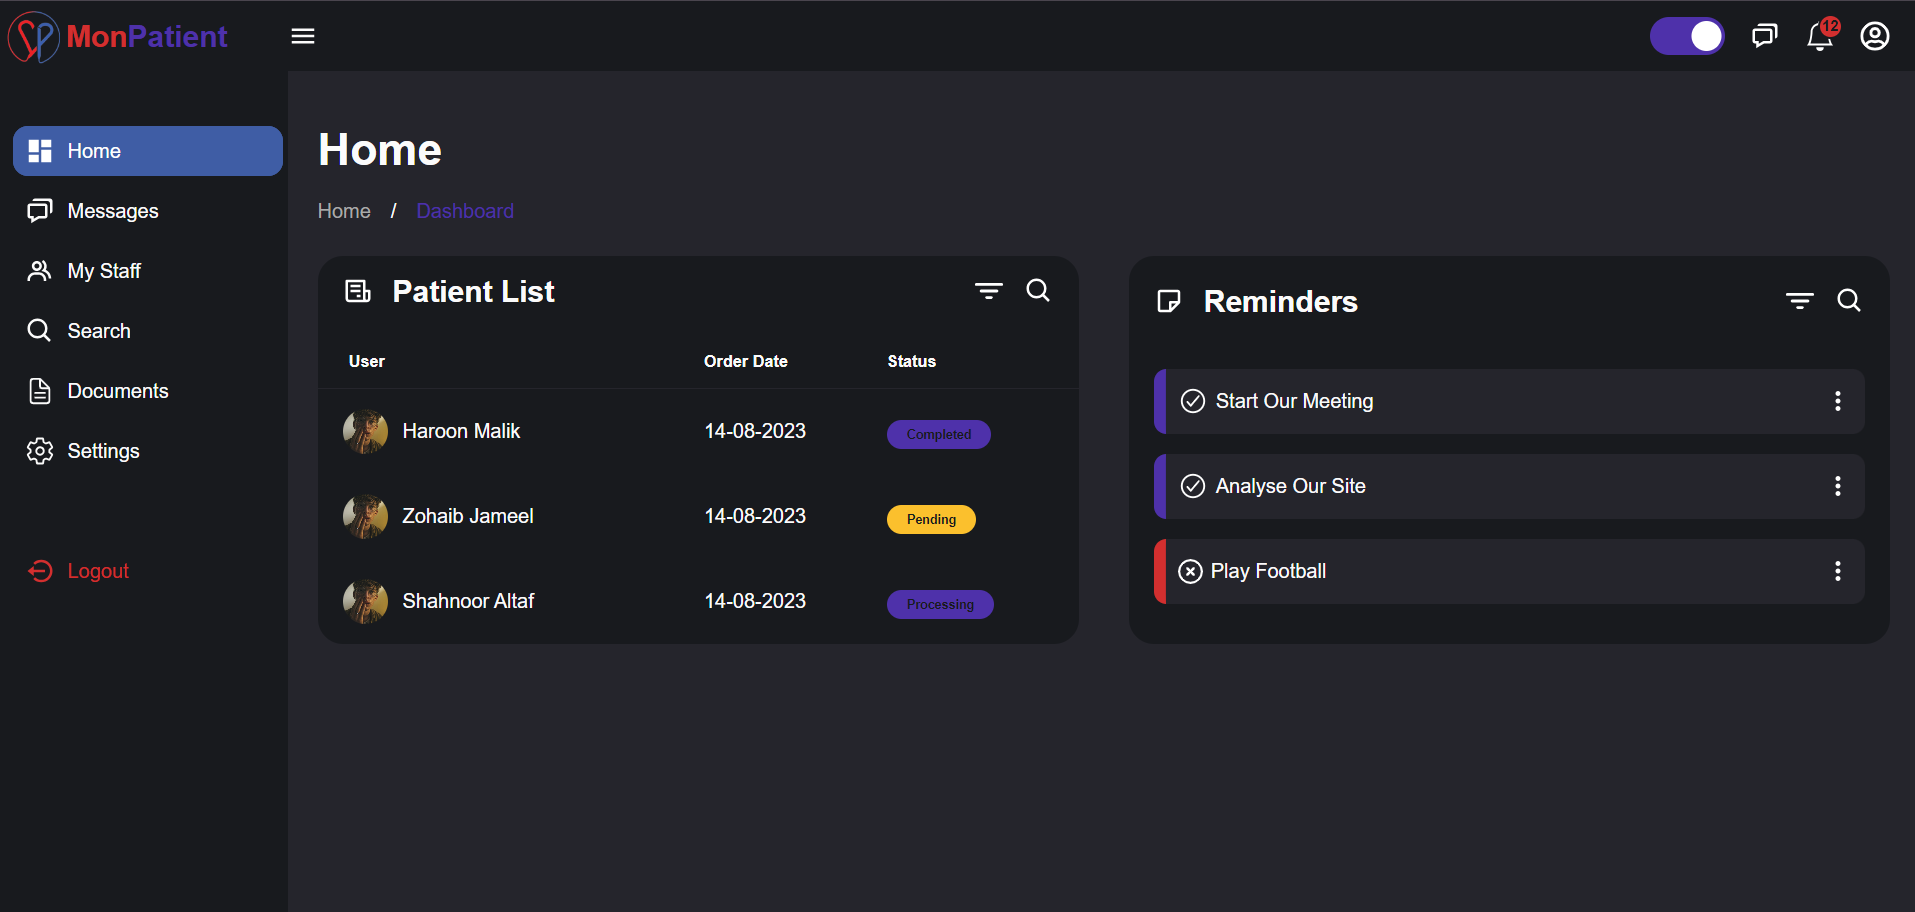 MonPatient
12
Home
Messages
My Staff
Search
Documents
Settings
Logout
Home
Home / Dashboard
Patient List
User Order Date Status
Haroon Malik 14-08-2023 Completed
Zohaib Jameel 14-08-2023 Pending
Shahnoor Altaf 14-08-2023 Processing
Reminders
Start Our Meeting
Analyse Our Site
Play Football